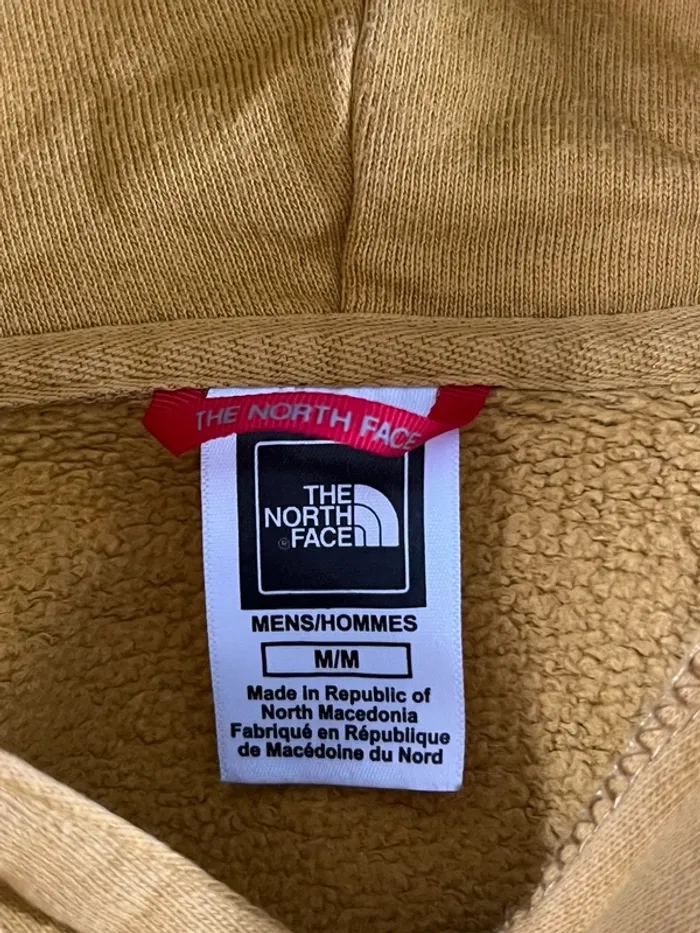 THE NORTH FACE
THE
NORTH
FACE
MENS/HOMMES
M/M
Made in Republic of
North Macedonia
Fabriqué en République
de Macédoine du Nord